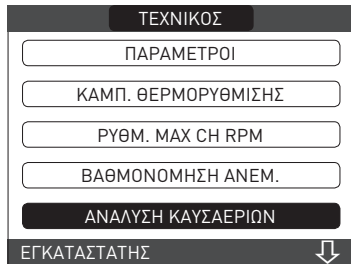 ΤΕΧΝΙΚΟΣ
ΠΑΡΑΜΕΤΡΟΙ
ΚΑΜΠ. ΘΕΡΜΟΡΥΘΜΙΣΗΣ
ΡΥΘΜ. MAX CH RPM
ΒΑΘΜΟΝΟΜΗΣΗ ΑΝΕΜ.
ΑΝΑΛΥΣΗ ΚΑΥΣΑΕΡΙΩΝ
ΕΓΚΑΤΑΣΤΑΤΗΣ